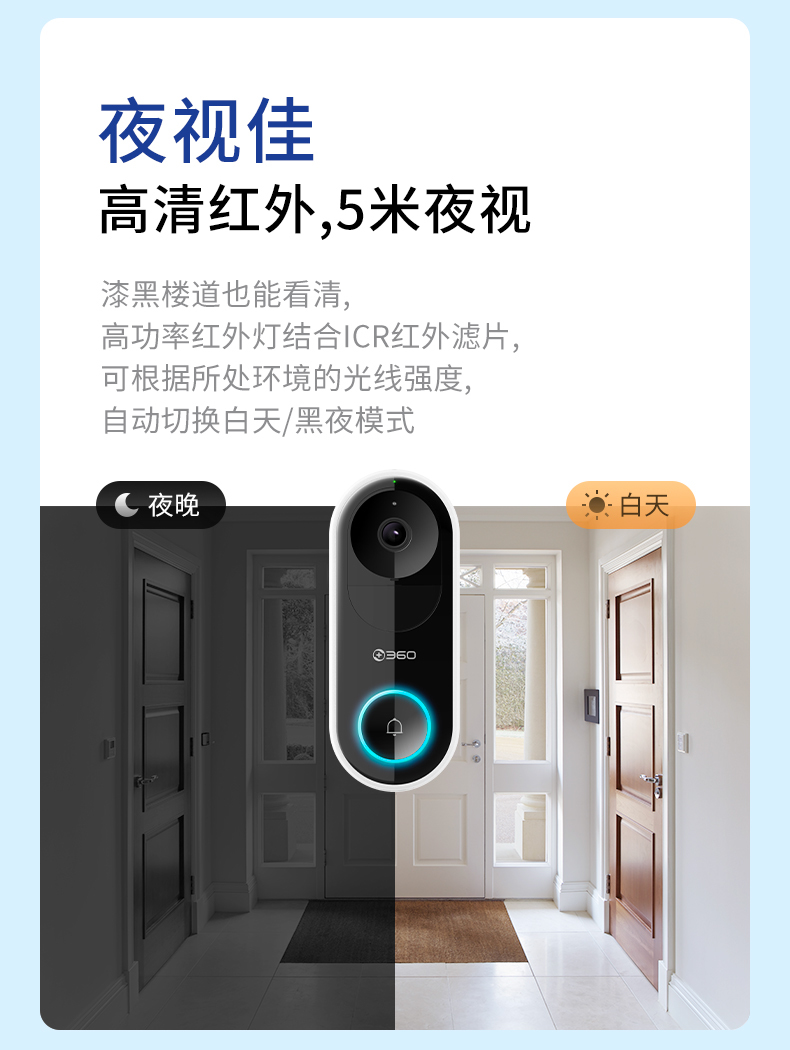 夜视佳
高清红外,5米夜视
漆黑楼道也能看清,
高功率红外灯结合ICR红外滤片,
可根据所处环境的光线强度,
自动切换白天/黑夜模式
夜晚
白天
360